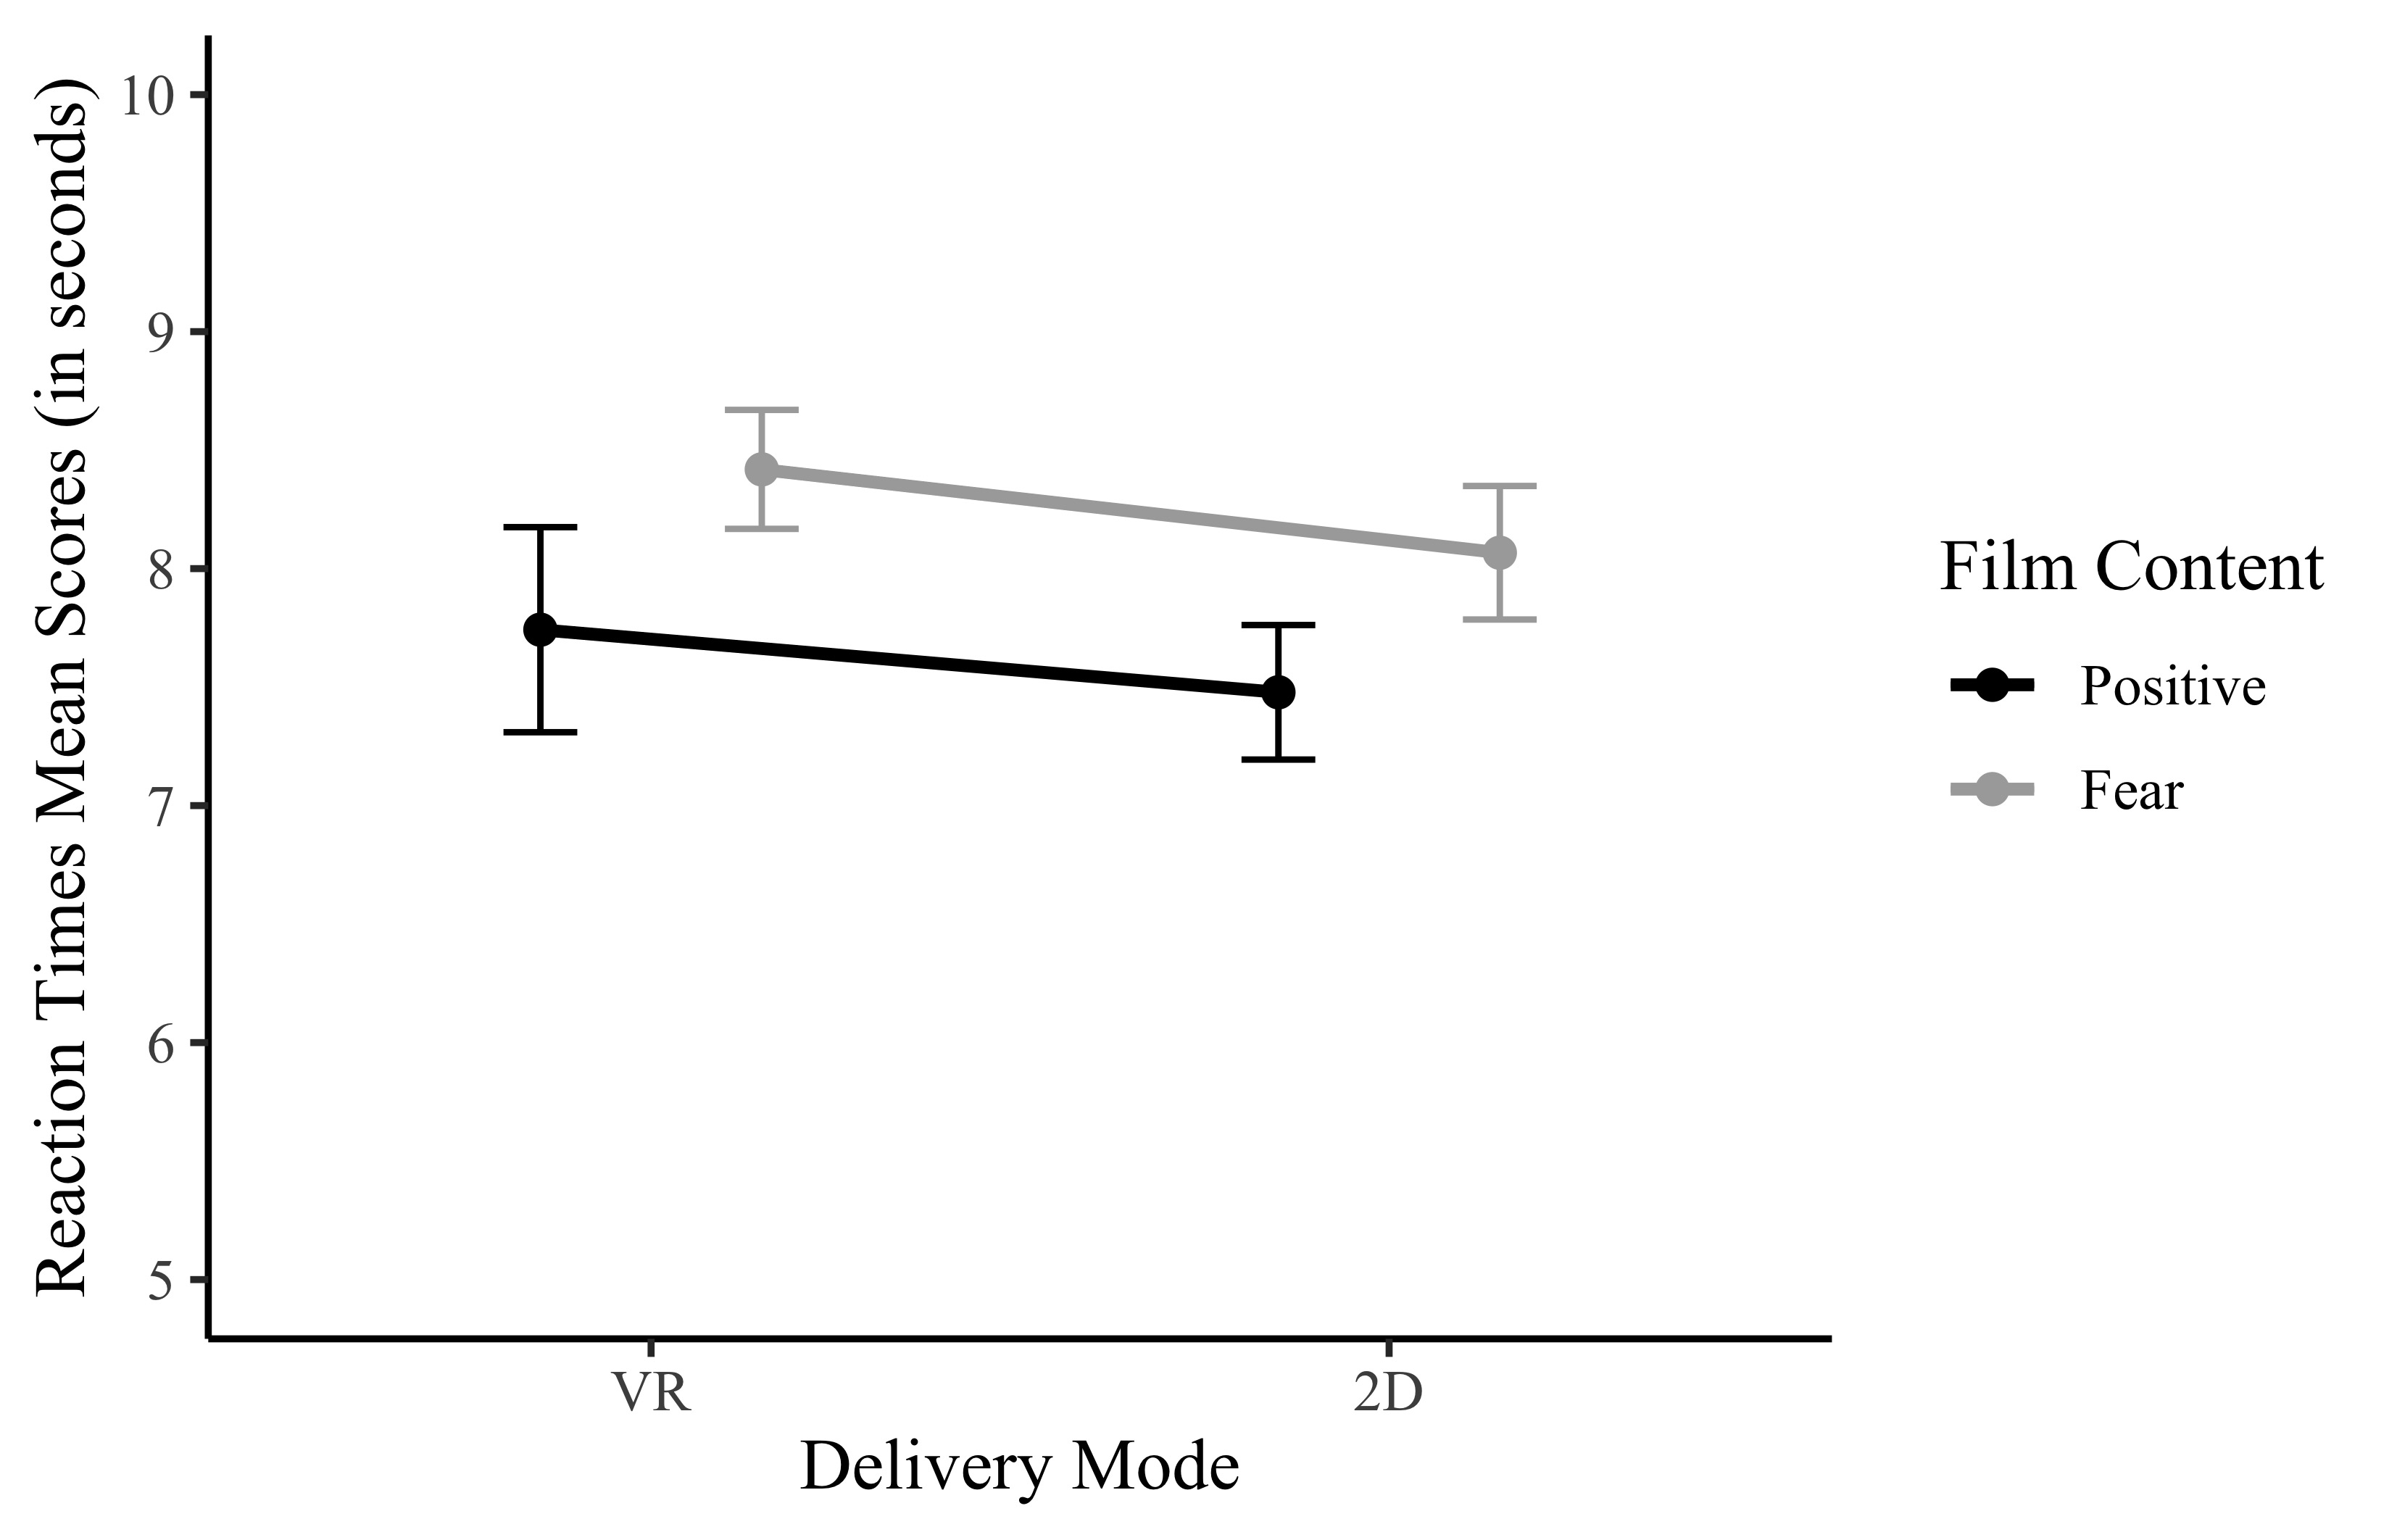 Reaction Times Mean Scores (in seconds)
10
9
8
7
6
5
VR
2D
Delivery Mode
Film Content
Positive
Fear